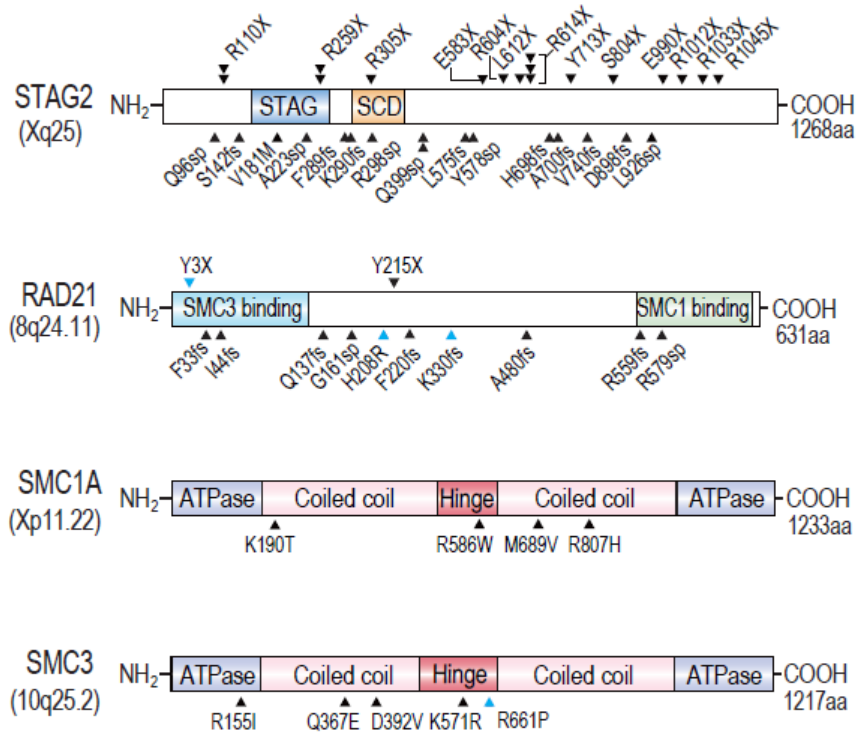 R110X
R259X
R305X
E583X
R604X
L612X
R614X
Y713X
S804X
E990X
R1012X
R1033X
R1045X
STAG2
(Xq25)
NH2
STAG
SCD
COOH
1268aa
Q96sp
S142fs
V181M
A223sp
F289fs
K290fs
R298sp
Q399sp
L575fs
Y578sp
H698fs
A700fs
V740fs
D898fs
L926sp
Y3X
Y215X
RAD21
(8q24.11)
NH2
SMC3 binding
SMC1 binding
COOH
631aa
F33fs
I44fs
Q137fs
G161sp
H208R
F220fs
K330fs
A480fs
R559fs
R579sp
SMC1A
(Xp11.22)
NH2
ATPase
Coiled coil
Hinge
Coiled coil
ATPase
COOH
1233aa
K190T
R586W
M689V
R807H
SMC3
(10q25.2)
NH2
ATPase
Coiled coil
Hinge
Coiled coil
ATPase
COOH
1217aa
R155I
Q367E
D392V
K571R
R661P